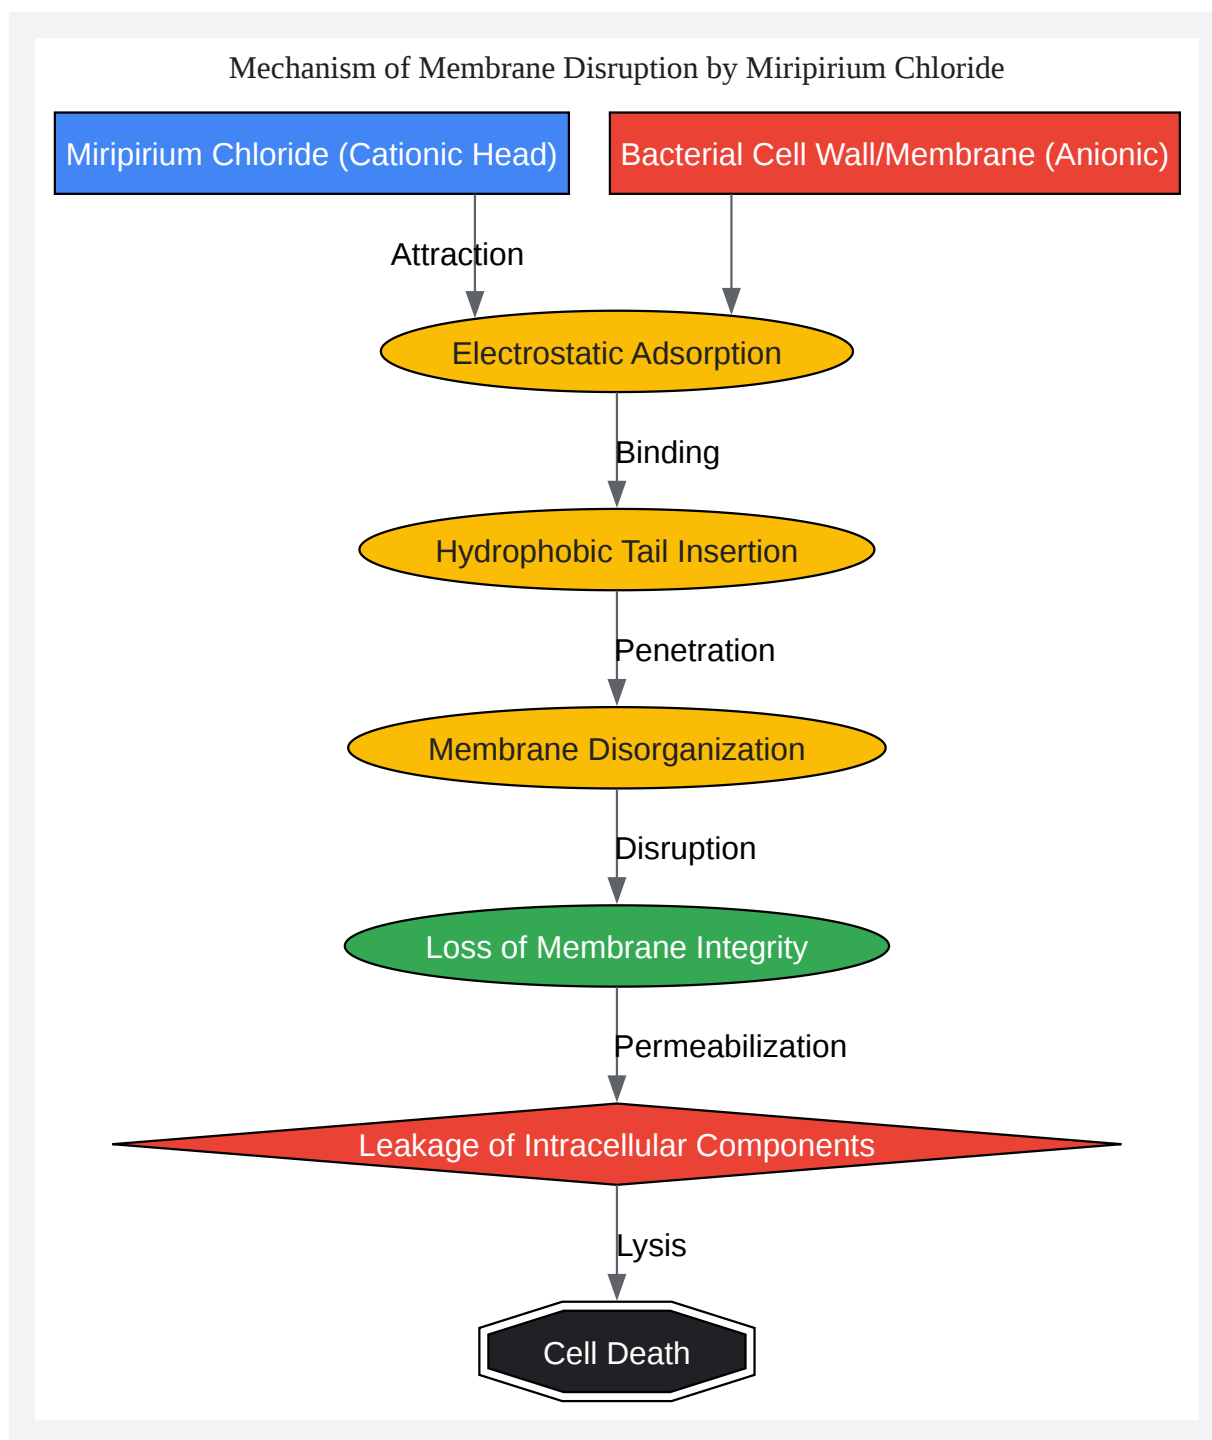 Mechanism of Membrane Disruption by Miripirium Chloride
Miripirium Chloride (Cationic Head)
Bacterial Cell Wall/Membrane (Anionic)
Attraction
Electrostatic Adsorption
Binding
Hydrophobic Tail Insertion
Penetration
Membrane Disorganization
Disruption
Loss of Membrane Integrity
Permeabilization
Leakage of Intracellular Components
Lysis
Cell Death